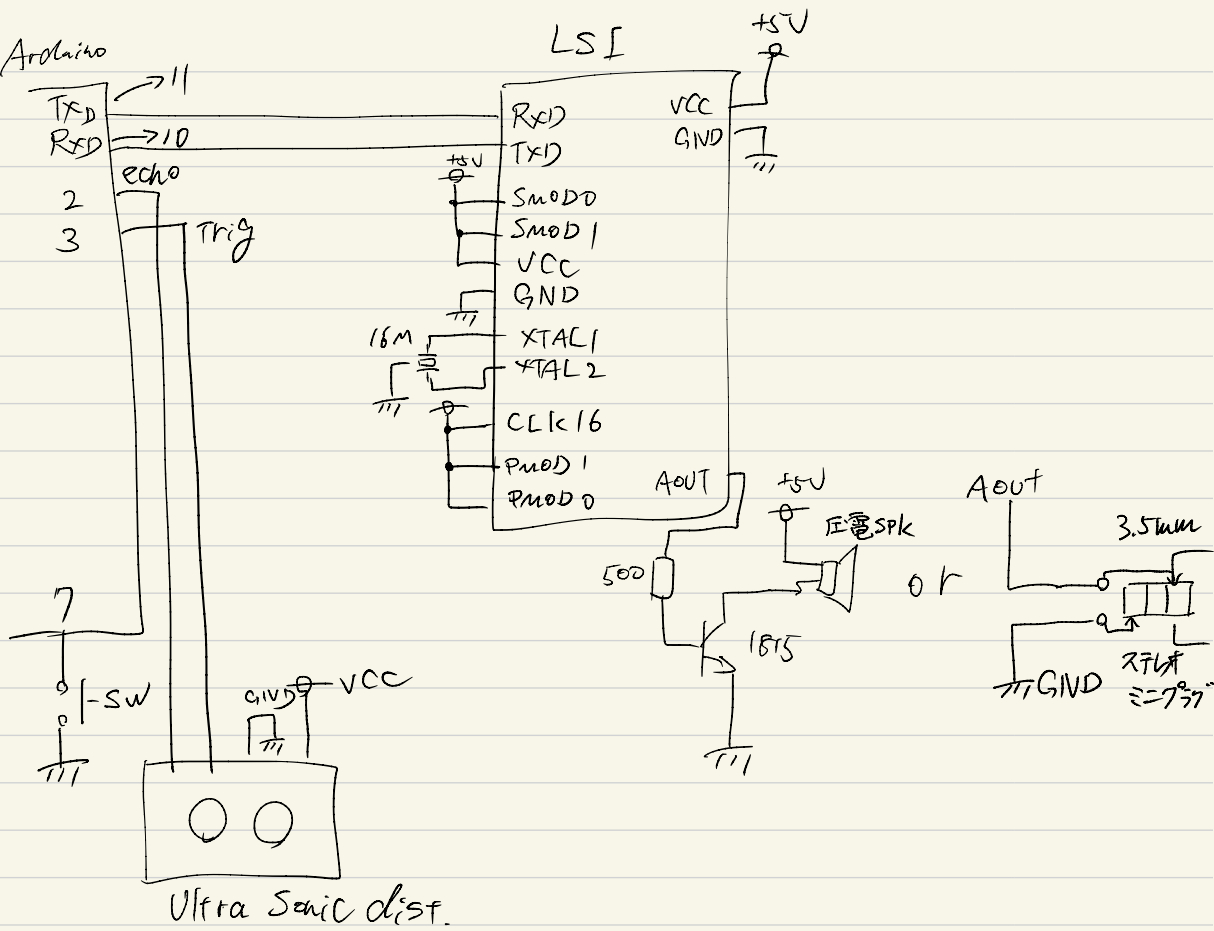 Arduino
TXD
→11
RXD
→10
echo
2
3
Trig
7
SW
GND
VCC
Ultra Sonic dist.
LSI
+5V
RXD
VCC
TXD
GND
+5V
SMOD0
SMOD1
VCC
GND
16M
XTAL1
XTAL2
CLK16
PMOD1
PMOD0
AOUT
500
+5V
圧電SPK
1815
or
Aout
3.5mm
GND
ステレオ
ミニプラグ